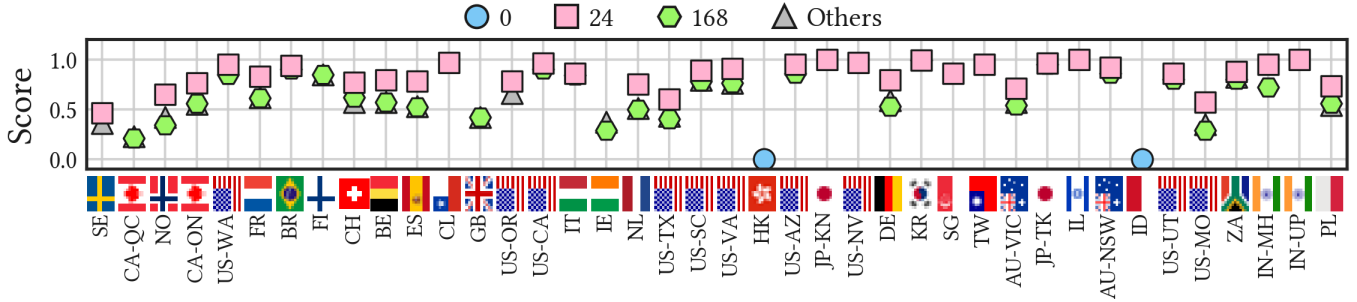 0 24 168 Others
Score
1.0
0.5
0.0
SE CA-QC NO CA-ON US-WA FR BR FI CH BE ES CL GB US-OR US-CA IT IE NL US-TX US-SC US-VA HK US-AZ JP-KN US-NV DE KR SG TW AU-VIC JP-TK IL AU-NSW ID US-UT US-MO ZA IN-MH IN-UP PL